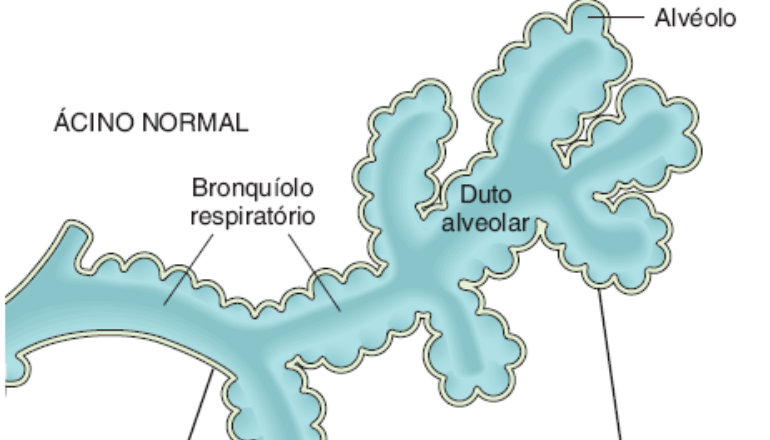 Alvéolo
ÁCINO NORMAL
Bronquíolo
respiratório
Duto
alveolar